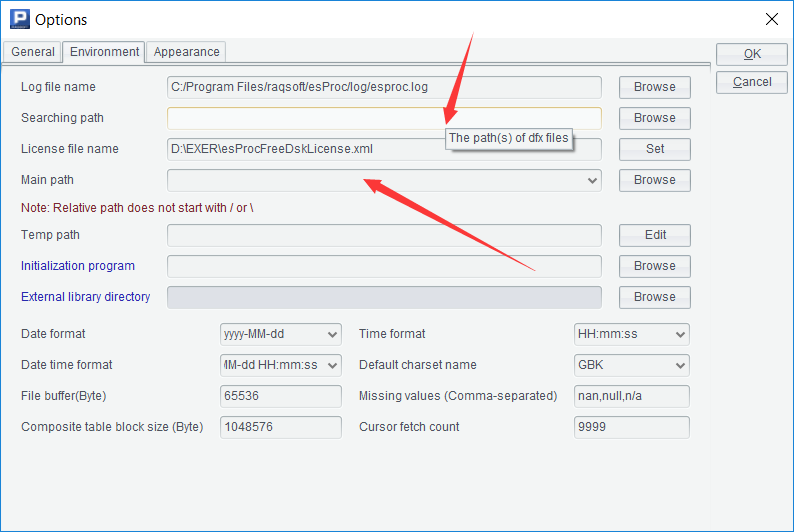 Options
General Environment Appearance
OK
Cancel
Log file name C:/Program Files/raqsoft/esProc/log/esproc.log Browse
Searching path Browse
The path(s) of dfx files
License file name D:\EXER\esProcFreeDskLicense.xml Set
Main path Browse
Note: Relative path does not start with / or \
Temp path Edit
Initialization program Browse
External library directory Browse
Date format yyyy-MM-dd Time format HH:mm:ss
Date time format M-dd HH:mm:ss Default charset name GBK
File buffer(Byte) 65536 Missing values (Comma-separated) nan,null,n/a
Composite table block size (Byte) 1048576 Cursor fetch count 9999